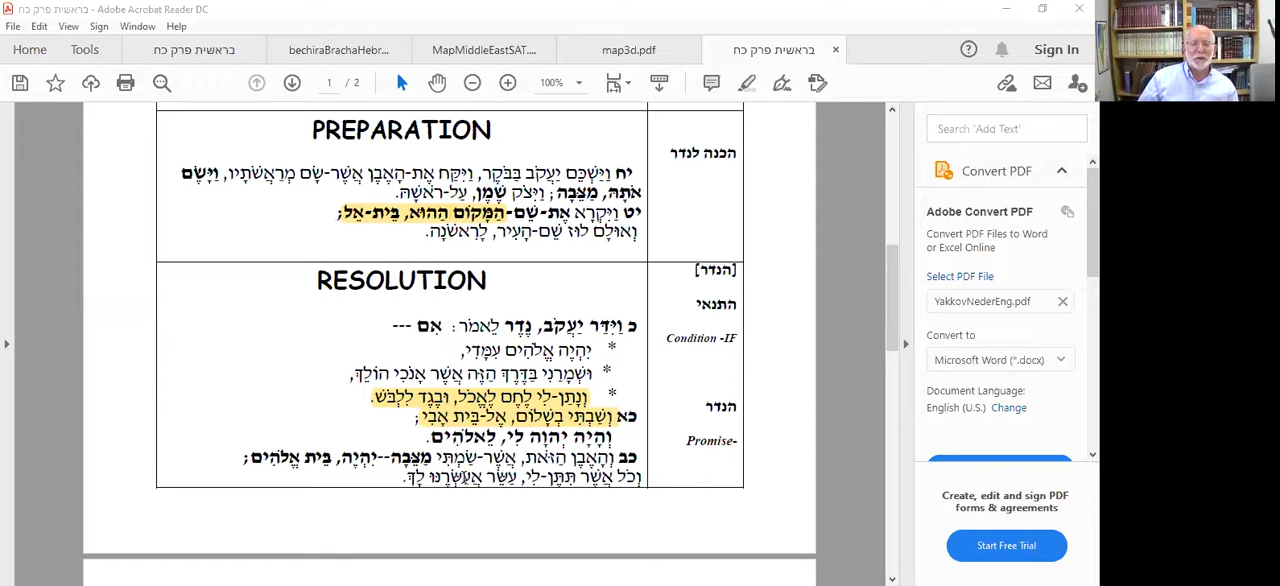 בראשית פרק כח - Adobe Acrobat Reader DC
File Edit View Sign Window Help
Home Tools בראשית פרק כח bechiraBrachaHebr... MapMiddleEastSAT.... map3d.pdf בראשית פרק כח × Sign In
1 / 2 100%
PREPARATION
הכנה לנדר
יח וַיַּשְׁכֵּם יַעֲקֹב בַּבֹּקֶר, וַיִּקַּח אֶת-הָאֶבֶן אֲשֶׁר-שָׂם מְרַאֲשֹׁתָיו, וַיָּשֶׂם
אֹתָהּ, מַצֵּבָה; וַיִּצֹק שֶׁמֶן, עַל-רֹאשָׁהּ.
יט וַיִּקְרָא אֶת-שֵׁם-הַמָּקוֹם הַהוּא, בֵּית-אֵל;
וְאוּלָם לוּז שֵׁם-הָעִיר, לָרִאשֹׁנָה.
RESOLUTION
[הנדר]
התנאי
Condition -IF
כ וַיִּדַּר יַעֲקֹב, נֶדֶר לֵאמֹר: אִם ---
* יִהְיֶה אֱלֹהִים עִמָּדִי,
* וּשְׁמָרַנִי בַּדֶּרֶךְ הַזֶּה אֲשֶׁר אָנֹכִי הוֹלֵךְ,
* וְנָתַן-לִי לֶחֶם לֶאֱכֹל, וּבֶגֶד לִלְבֹּשׁ.
הנדר
Promise-
כא וְשַׁבְתִּי בְשָׁלוֹם, אֶל-בֵּית אָבִי;
וְהָיָה יְהוָה לִי, לֵאלֹהִים.
כב וְהָאֶבֶן הַזֹּאת, אֲשֶׁר-שַׂמְתִּי מַצֵּבָה--יִהְיֶה, בֵּית אֱלֹהִים;
וְכֹל אֲשֶׁר תִּתֶּן-לִי, עַשֵּׂר אֲעַשְּׂרֶנּוּ לָךְ.
Search 'Add Text'
Convert PDF
Adobe Convert PDF
Convert PDF Files to Word
or Excel Online
Select PDF File
YakkovNederEng.pdf ×
Convert to
Microsoft Word (*.docx)
Document Language:
English (U.S.) Change
Create, edit and sign PDF
forms & agreements
Start Free Trial